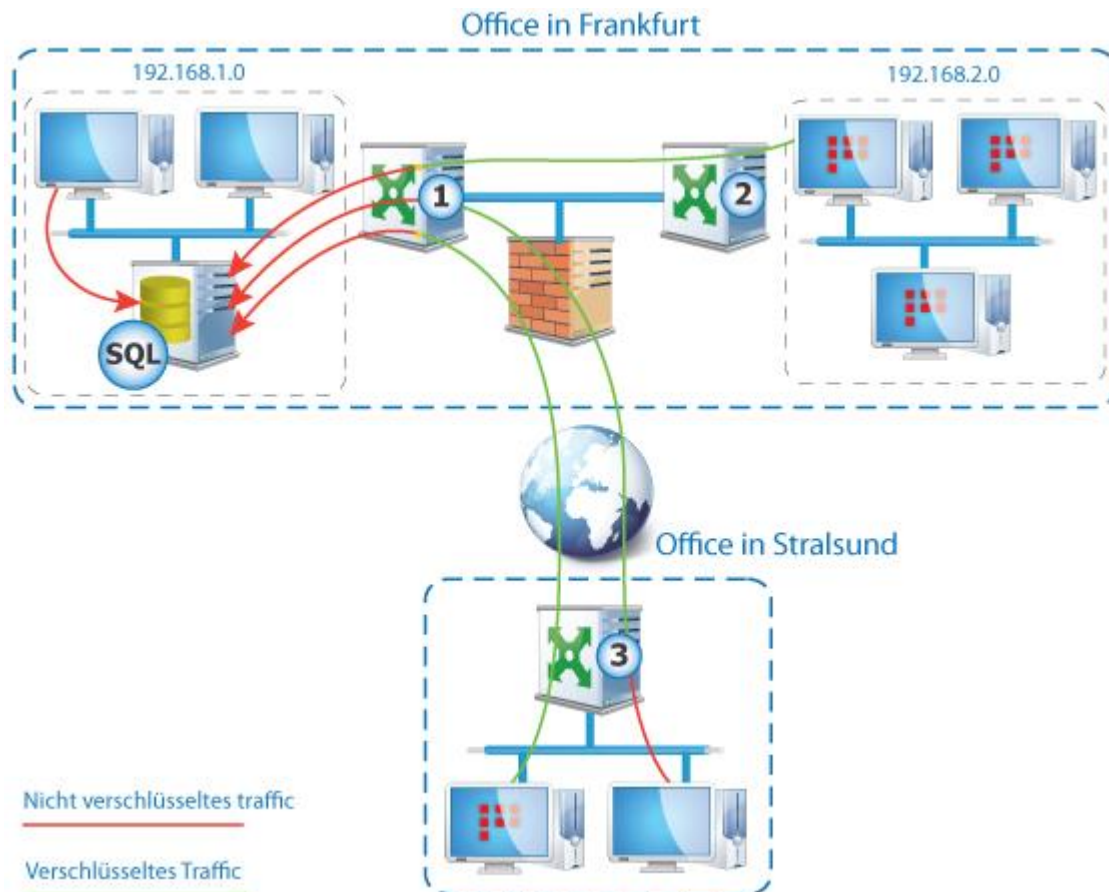 Office in Frankfurt
192.168.1.0
192.168.2.0
1
2
SQL
Office in Stralsund
3
Nicht verschlüsseltes traffic
Verschlüsseltes Traffic